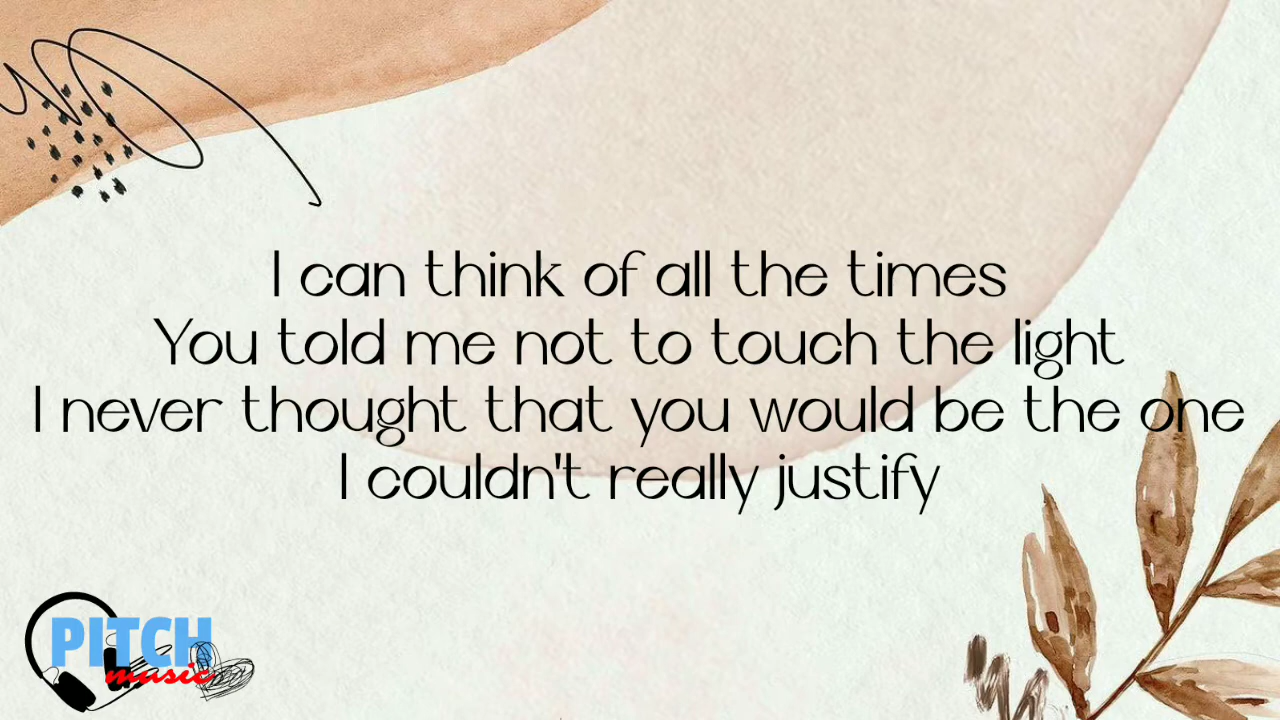 I can think of all the times
You told me not to touch the light
I never thought that you would be the one
I couldn't really justify
PITCH
music